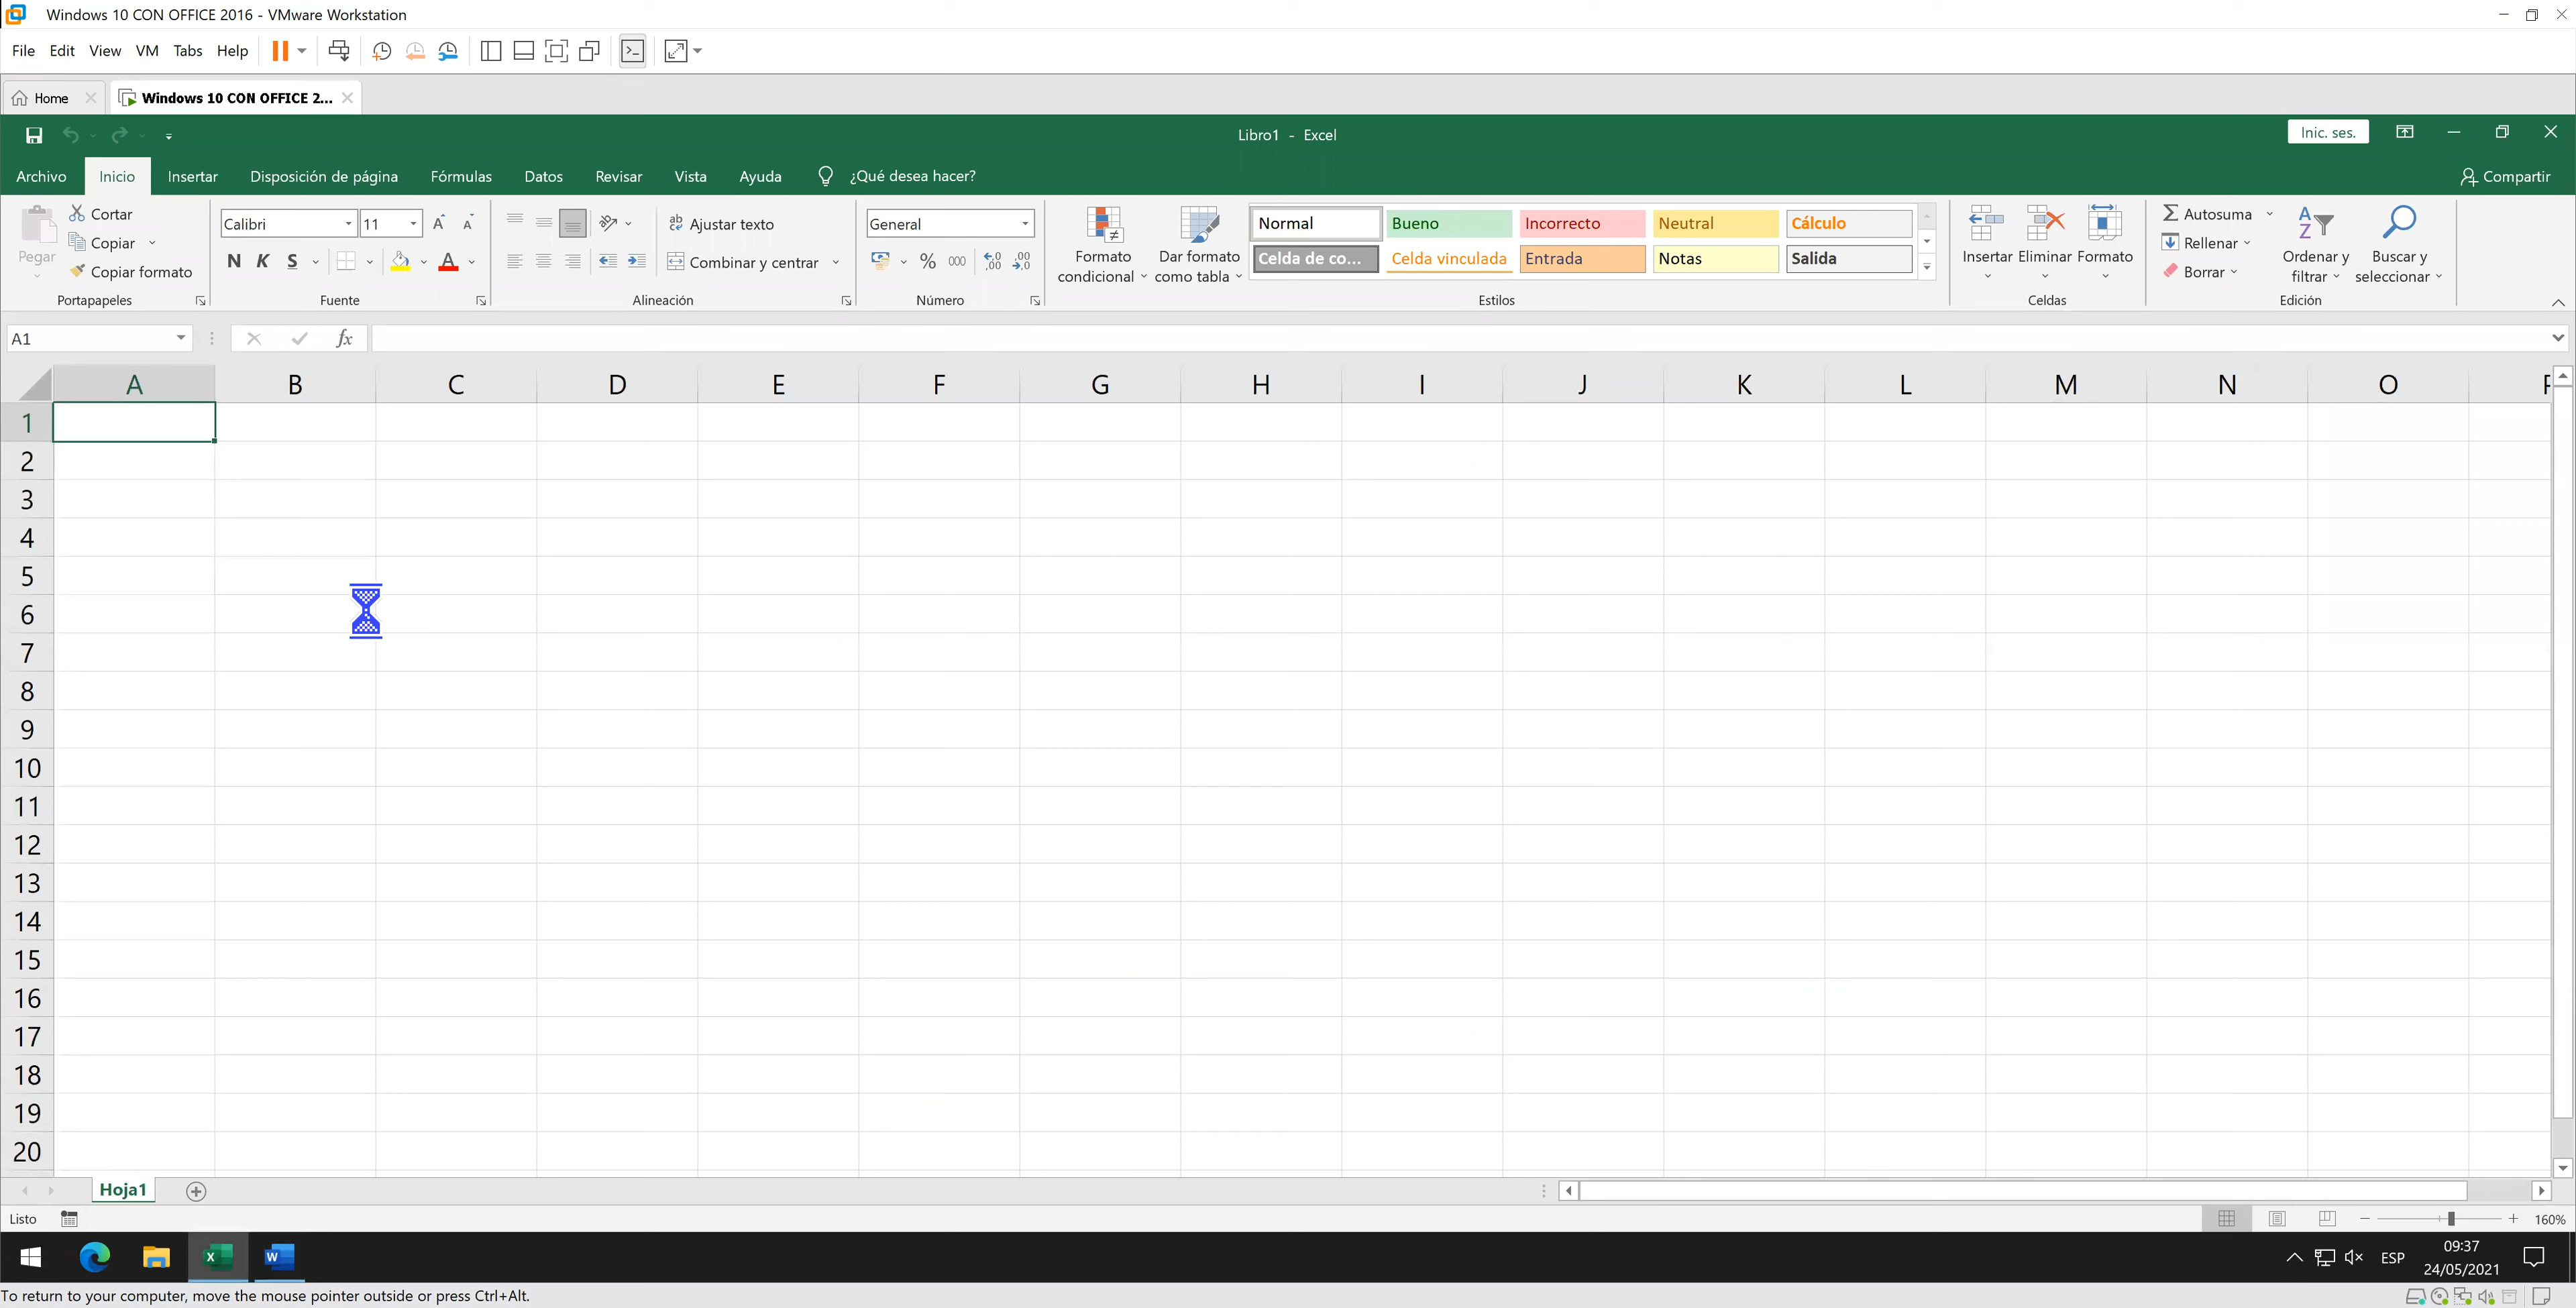 Windows 10 CON OFFICE 2016 - VMware Workstation
File Edit View VM Tabs Help
Home Windows 10 CON OFFICE 2...
Libro1 - Excel Inic. ses.
Archivo Inicio Insertar Disposición de página Fórmulas Datos Revisar Vista Ayuda ¿Qué desea hacer? Compartir
Pegar Cortar Copiar Copiar formato
Portapapeles
Calibri 11
N K S A
Fuente
Ajustar texto
Combinar y centrar
Alineación
General
% 000
Número
Formato condicional
Dar formato como tabla
Normal Bueno Incorrecto Neutral Cálculo
Celda de co... Celda vinculada Entrada Notas Salida
Estilos
Insertar Eliminar Formato
Celdas
Autosuma
Rellenar
Borrar
Ordenar y filtrar
Buscar y seleccionar
Edición
A1 fx
A B C D E F G H I J K L M N O
1
2
3
4
5
6
7
8
9
10
11
12
13
14
15
16
17
18
19
20
Hoja1
Listo 160%
ESP 09:37
24/05/2021
To return to your computer, move the mouse pointer outside or press Ctrl+Alt.